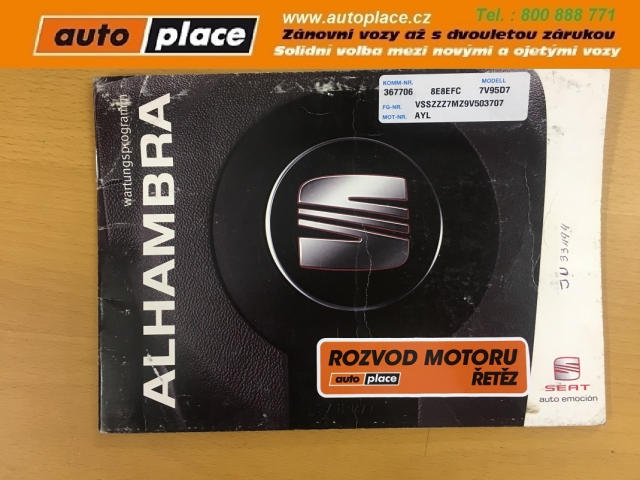 auto place
www.autoplace.cz
Tel. : 800 888 771
Zánovní vozy až s dvouletou zárukou
Solidní volba mezi novými a ojetými vozy
KOMM-NR. MODELL
367706 8E8EFC 7V95D7
FG-NR. VSSZZZ7MZ9V503707
MOT-NR. AYL
wartungsprogramm
ALHAMBRA
ROZVOD MOTORU
auto place ŘETĚZ
SEAT
auto emoción